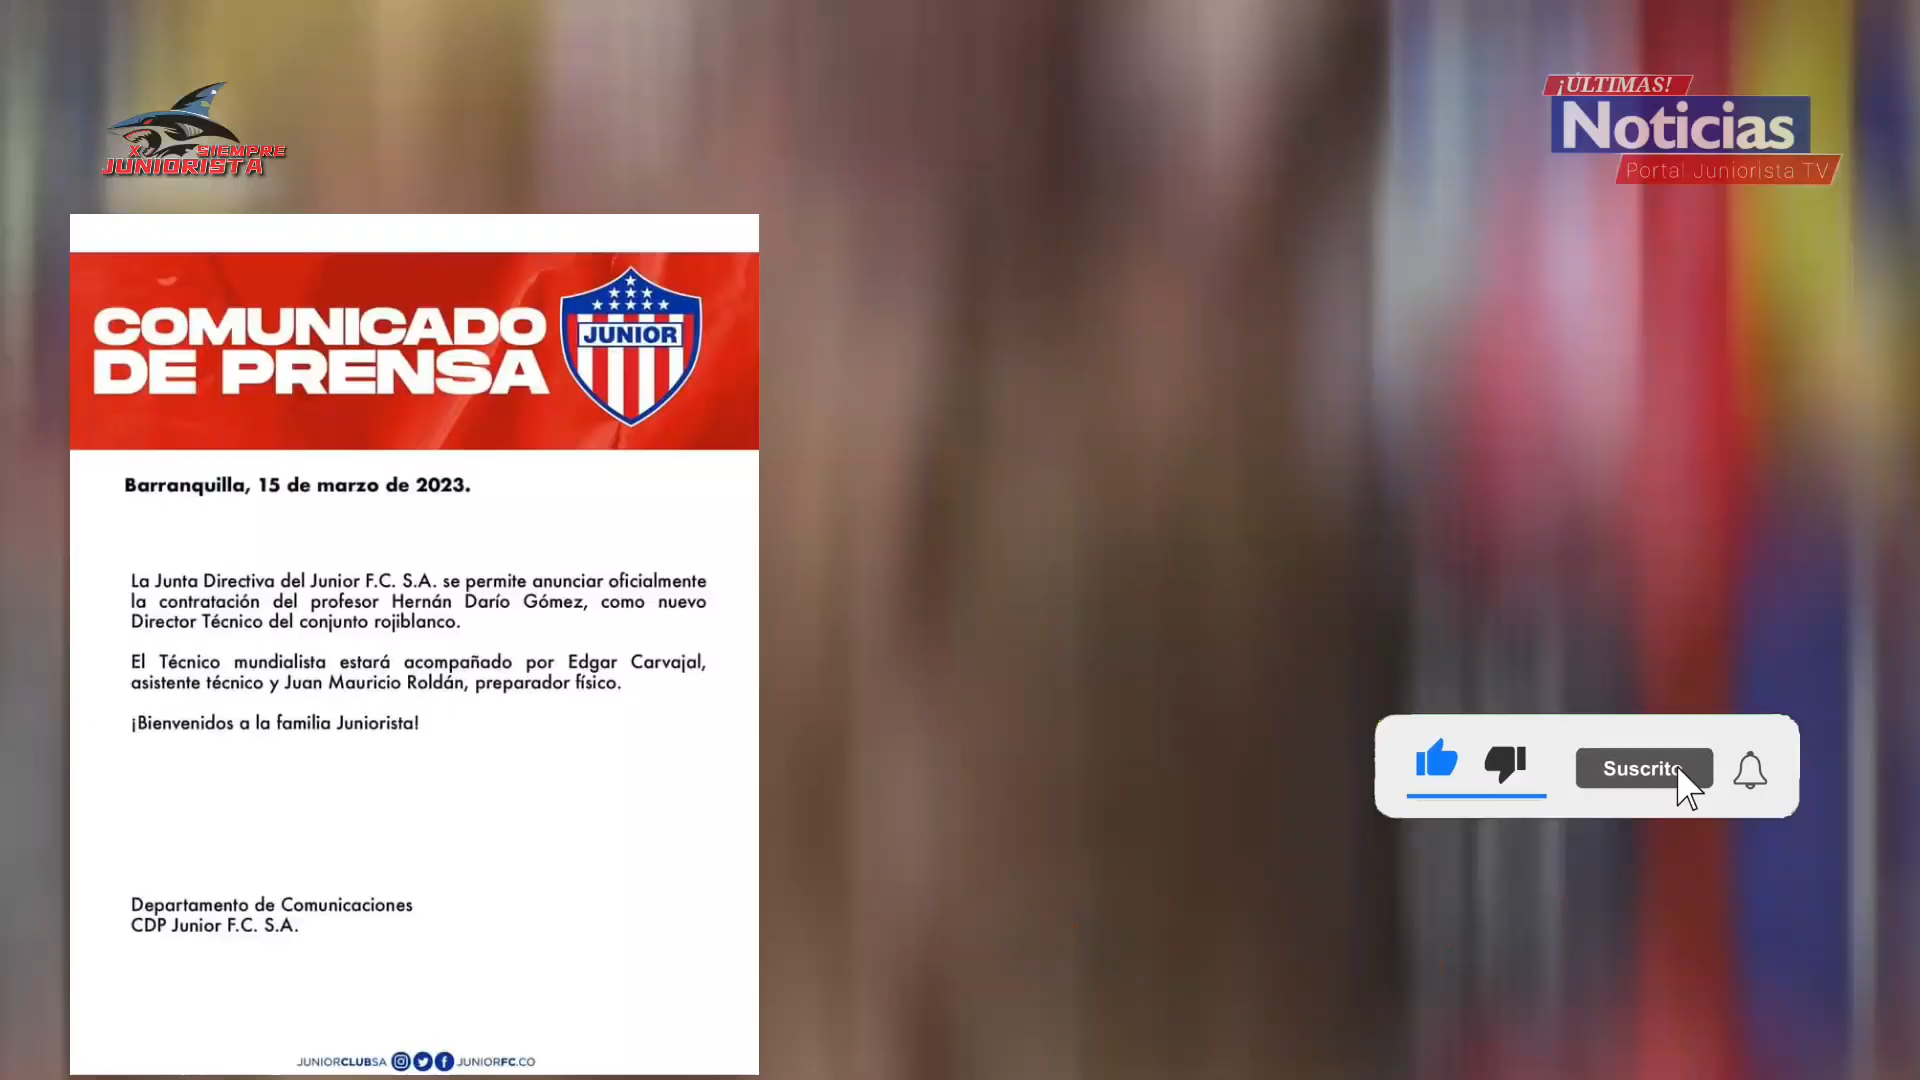 X SIEMPRE
JUNIORISTA
¡ÚLTIMAS!
Noticias
Portal Juniorista TV
COMUNICADO
DE PRENSA
JUNIOR
Barranquilla, 15 de marzo de 2023.
La Junta Directiva del Junior F.C. S.A. se permite anunciar oficialmente
la contratación del profesor Hernán Darío Gómez, como nuevo
Director Técnico del conjunto rojiblanco.
El Técnico mundialista estará acompañado por Edgar Carvajal,
asistente técnico y Juan Mauricio Roldán, preparador físico.
¡Bienvenidos a la familia Juniorista!
Departamento de Comunicaciones
CDP Junior F.C. S.A.
JUNIORCLUBSA JUNIORFC.CO
Suscrito